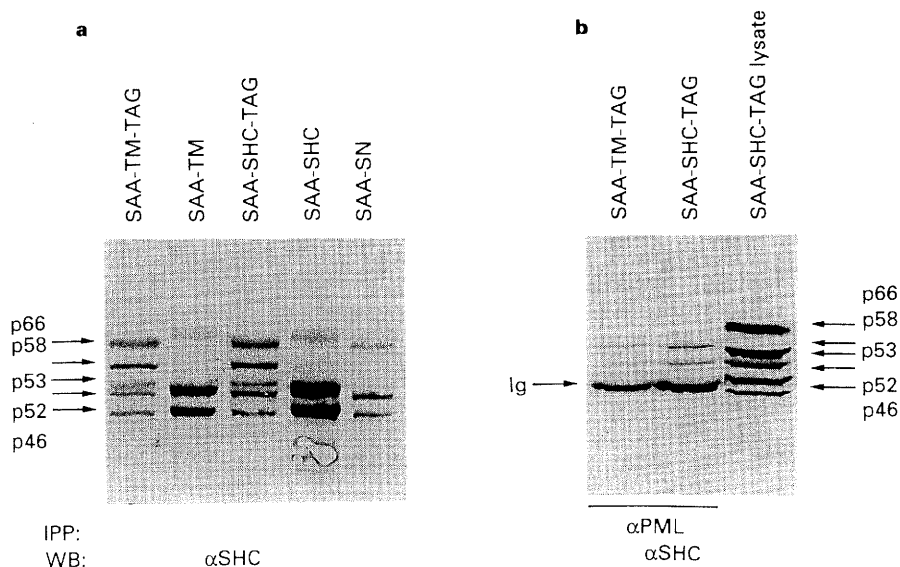 a
SAA-TM-TAG
SAA-TM
SAA-SHC-TAG
SAA-SHC
SAA-SN
p66
p58
p53
p52
p46
IPP:
WB:
αSHC
b
SAA-TM-TAG
SAA-SHC-TAG
SAA-SHC-TAG lysate
Ig
p66
p58
p53
p52
p46
αPML
αSHC